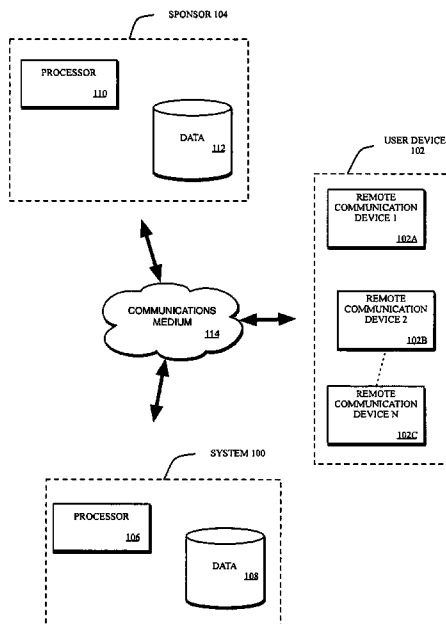 SPONSOR 104
PROCESSOR
110
DATA
112
USER DEVICE
102
REMOTE
COMMUNICATION
DEVICE 1
102A
REMOTE
COMMUNICATION
DEVICE 2
102B
REMOTE
COMMUNICATION
DEVICE N
102C
COMMUNICATIONS
MEDIUM
114
SYSTEM 100
PROCESSOR
106
DATA
108